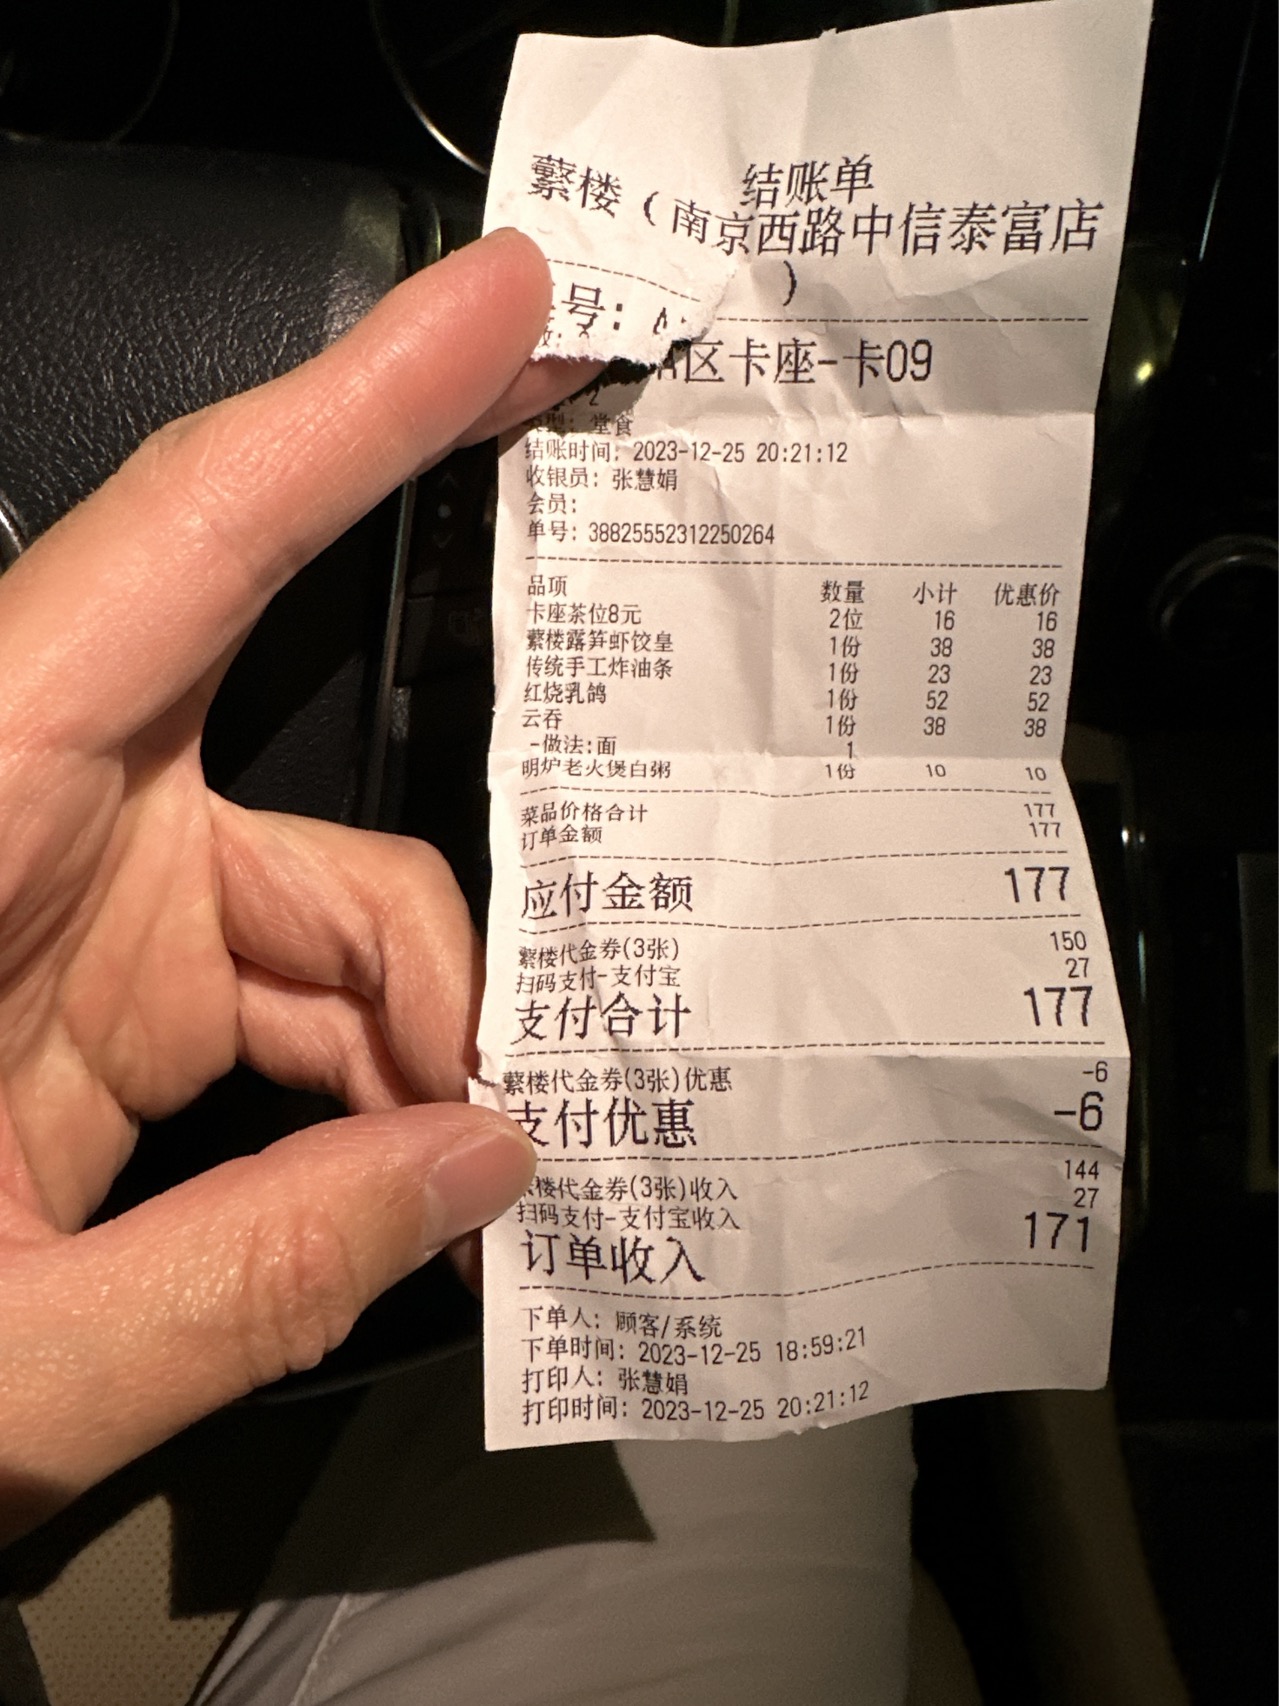 结账单
蘩楼（南京西路中信泰富店
）
号：
A区卡座-卡09
2
类型：堂食
结账时间：2023-12-25 20:21:12
收银员：张慧娟
会员：
单号：38825552312250264
品项 数量 小计 优惠价
卡座茶位8元 2位 16 16
蘩楼露笋虾饺皇 1份 38 38
传统手工炸油条 1份 23 23
红烧乳鸽 1份 52 52
云吞 1份 38 38
-做法:面 1
明炉老火煲白粥 1份 10 10
菜品价格合计 177
订单金额 177
应付金额 177
蘩楼代金券(3张) 150
扫码支付-支付宝 27
支付合计 177
蘩楼代金券(3张)优惠 -6
支付优惠 -6
楼代金券(3张)收入 144
扫码支付-支付宝收入 27
订单收入 171
下单人：顾客/系统
下单时间：2023-12-25 18:59:21
打印人：张慧娟
打印时间：2023-12-25 20:21:12